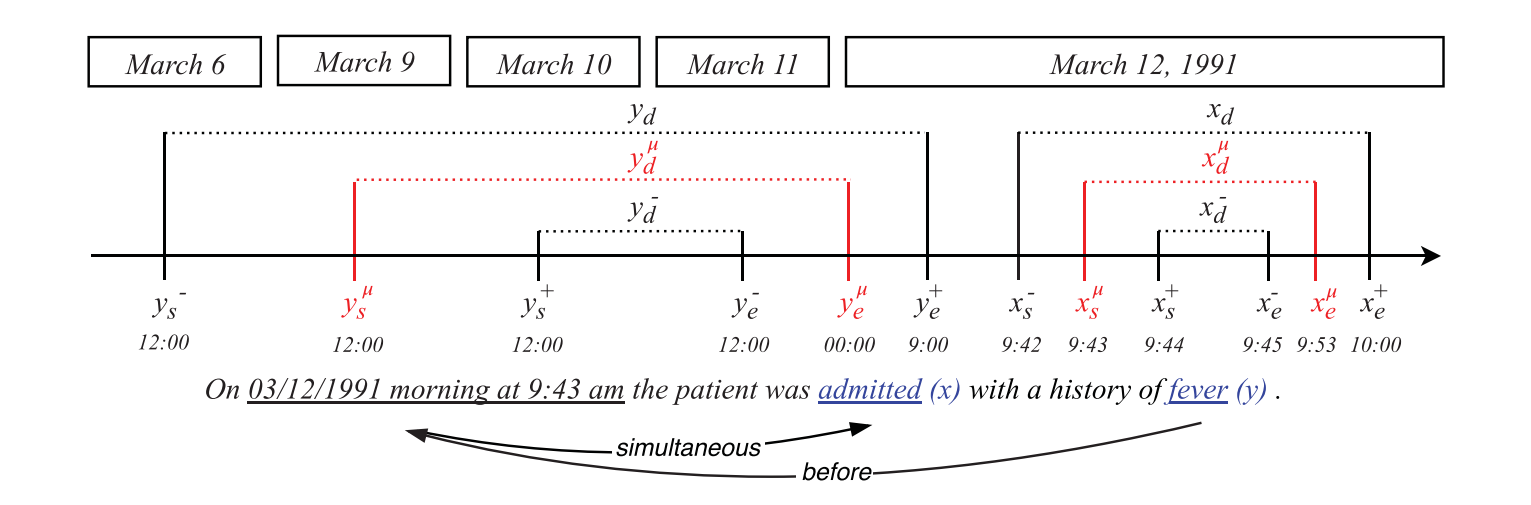 March 6 March 9 March 10 March 11 March 12, 1991
y_d x_d
y_d^μ x_d^μ
y_d^- x_d^-
y_s^- y_s^μ y_s^+ y_e^- y_e^μ y_e^+ x_s^- x_s^μ x_s^+ x_e^- x_e^μ x_e^+
12:00 12:00 12:00 12:00 00:00 9:00 9:42 9:43 9:44 9:45 9:53 10:00
On 03/12/1991 morning at 9:43 am the patient was admitted (x) with a history of fever (y) .
simultaneous
before